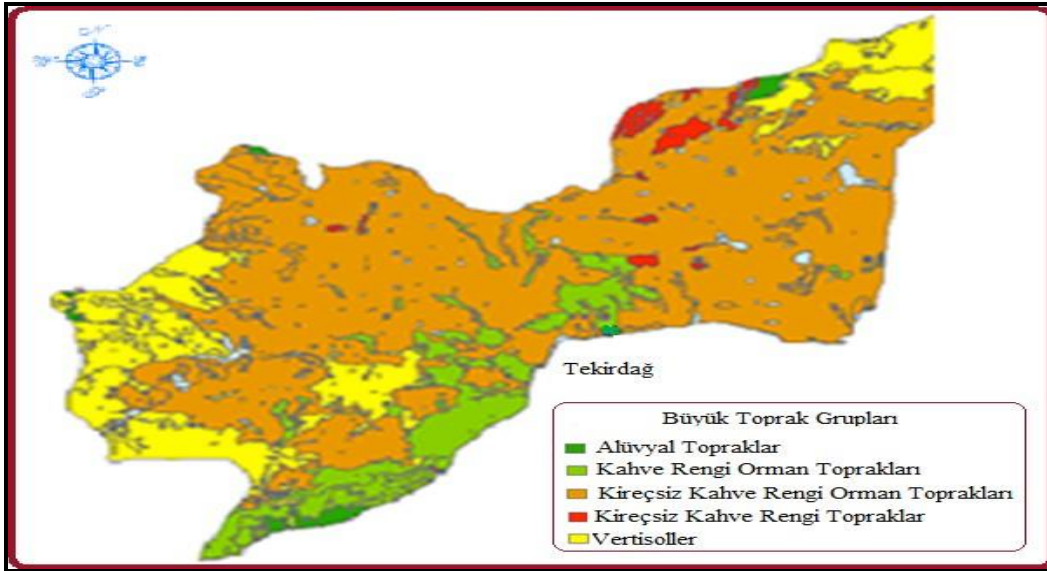 Tekirdağ
Büyük Toprak Grupları
Alüvyal Topraklar
Kahve Rengi Orman Toprakları
Kireçsiz Kahve Rengi Orman Toprakları
Kireçsiz Kahve Rengi Topraklar
Vertisoller